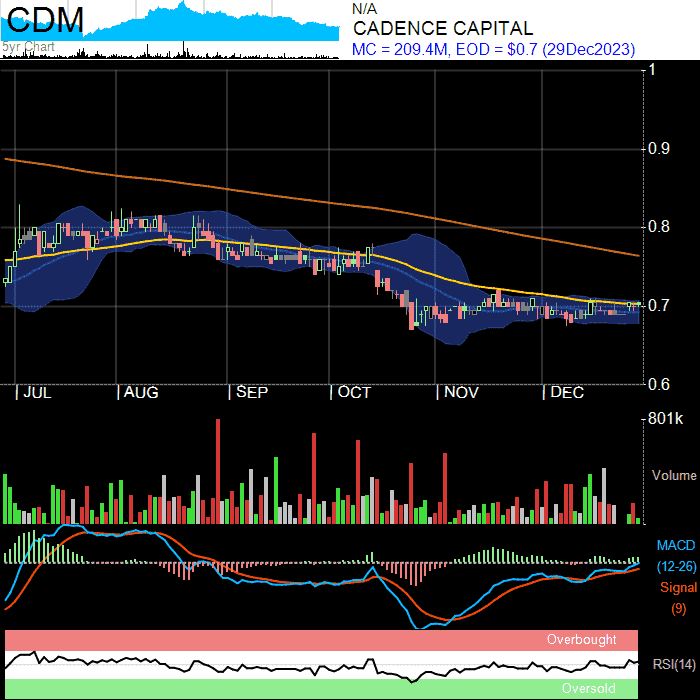 CDM
5yr Chart
N/A
CADENCE CAPITAL
MC = 209.4M, EOD = $0.7 (29Dec2023)
1
0.9
0.8
0.7
0.6
JUL AUG SEP OCT NOV DEC
801k
Volume
MACD
(12-26)
Signal
(9)
Overbought
RSI(14)
Oversold